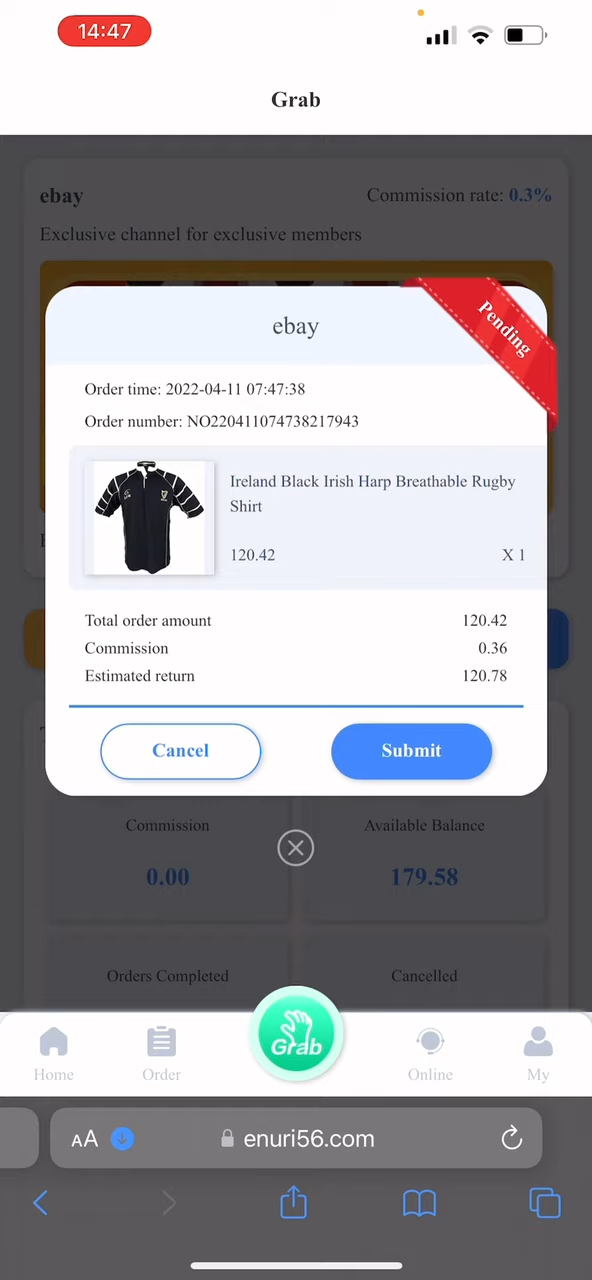 14:47
Grab
ebay
Commission rate: 0.3%
Exclusive channel for exclusive members
ebay
Pending
Order time: 2022-04-11 07:47:38
Order number: NO220411074738217943
Ireland Black Irish Harp Breathable Rugby
Shirt
120.42
X 1
Total order amount
120.42
Commission
0.36
Estimated return
120.78
Cancel
Submit
Commission
Available Balance
0.00
179.58
Orders Completed
Cancelled
Grab
Home
Order
Online
My
AA
enuri56.com